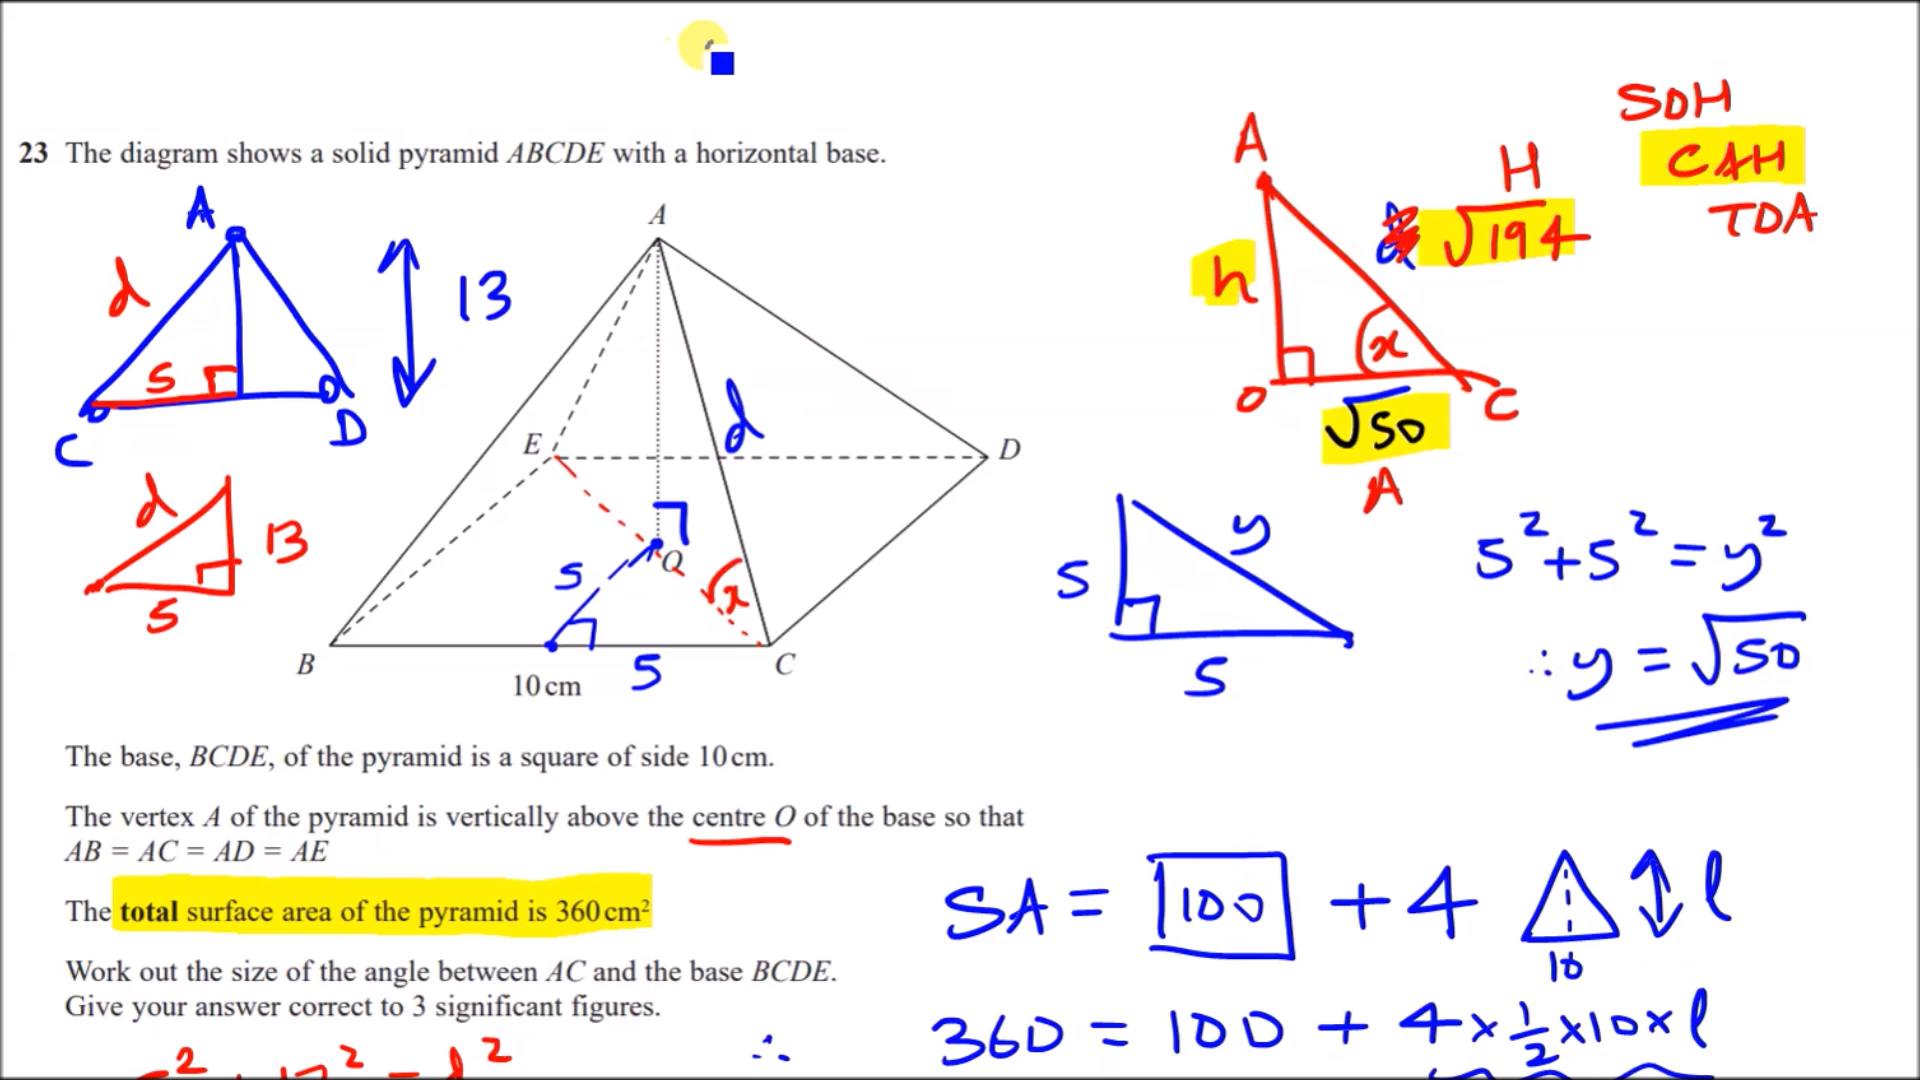 23 The diagram shows a solid pyramid ABCDE with a horizontal base.
A
d
13
5
C
D
d
13
5
A
E
D
d
5
O
x
B
C
10 cm
5
A
H
√194
h
x
O
C
√50
A
SOH
CAH
TOA
5
y
5
5² + 5² = y²
∴ y = √50
The base, BCDE, of the pyramid is a square of side 10 cm.
The vertex A of the pyramid is vertically above the centre O of the base so that
AB = AC = AD = AE
The total surface area of the pyramid is 360 cm²
Work out the size of the angle between AC and the base BCDE.
Give your answer correct to 3 significant figures.
SA = 100 + 4 l
10
∴ 360 = 100 + 4 × ½ × 10 × l